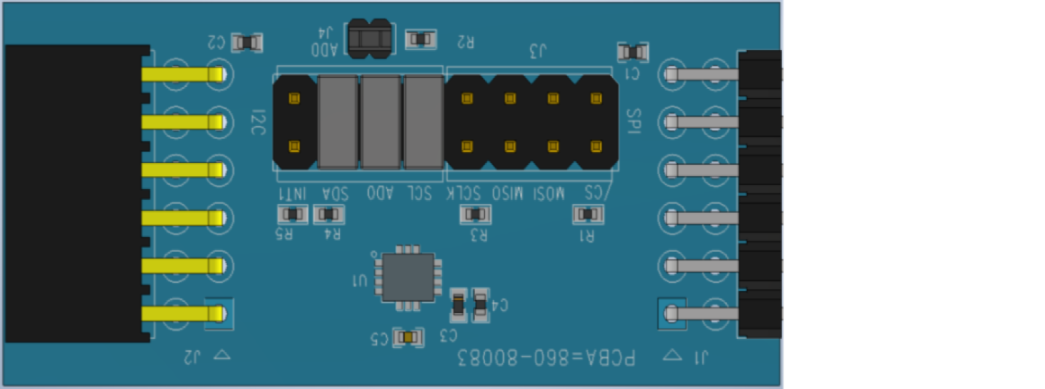 C2
J4
AD0
R2
J3
C1
I2C
SPI
INT1 SDA AD0 SCL SCLK MISO MOSI /CS
R5
R4
R3
R1
U1
C4
C3
C5
J2
PCBA=860-80083
J1